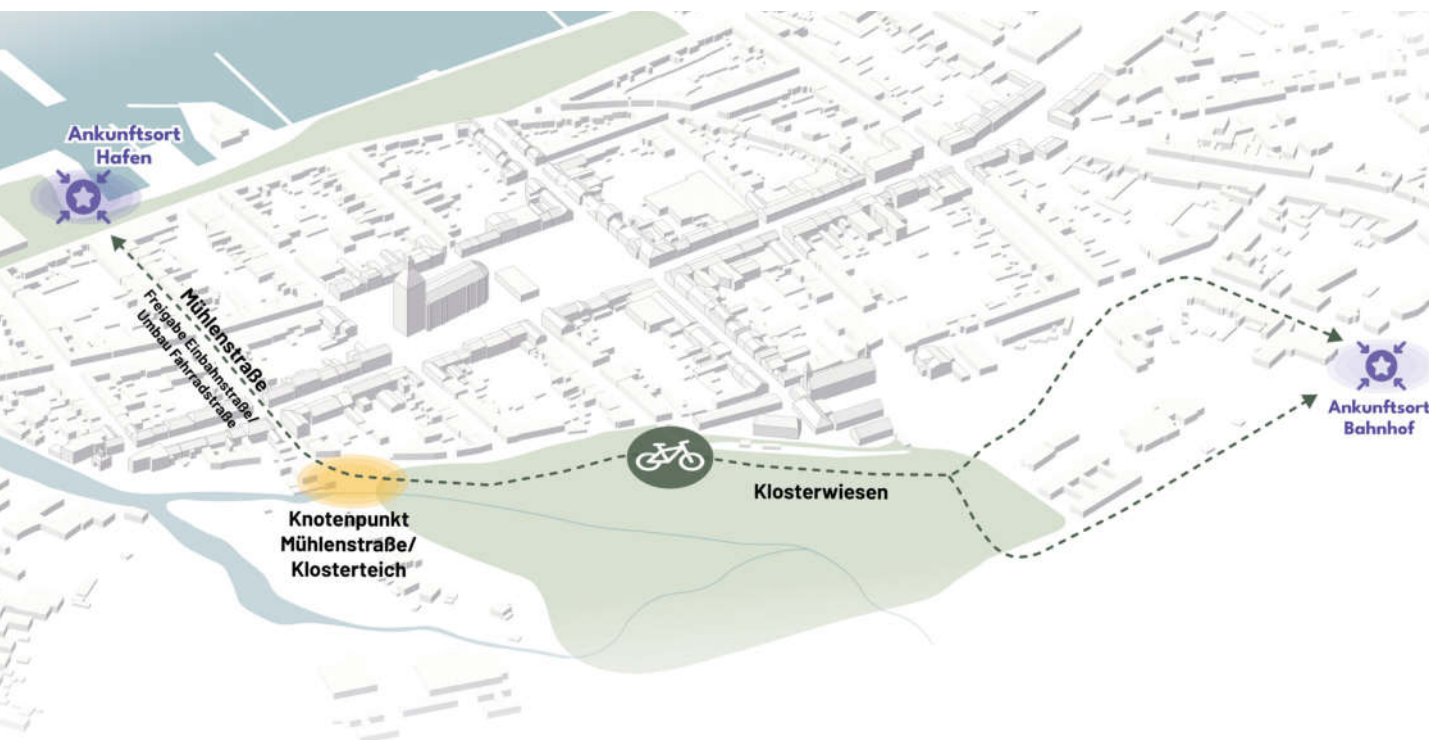 Ankunftsort
Hafen
Mühlenstraße
Freigabe Einbahnstraße/
Umbau Fahrradstraße
Knotenpunkt
Mühlenstraße/
Klosterteich
Klosterwiesen
Ankunftsort
Bahnhof